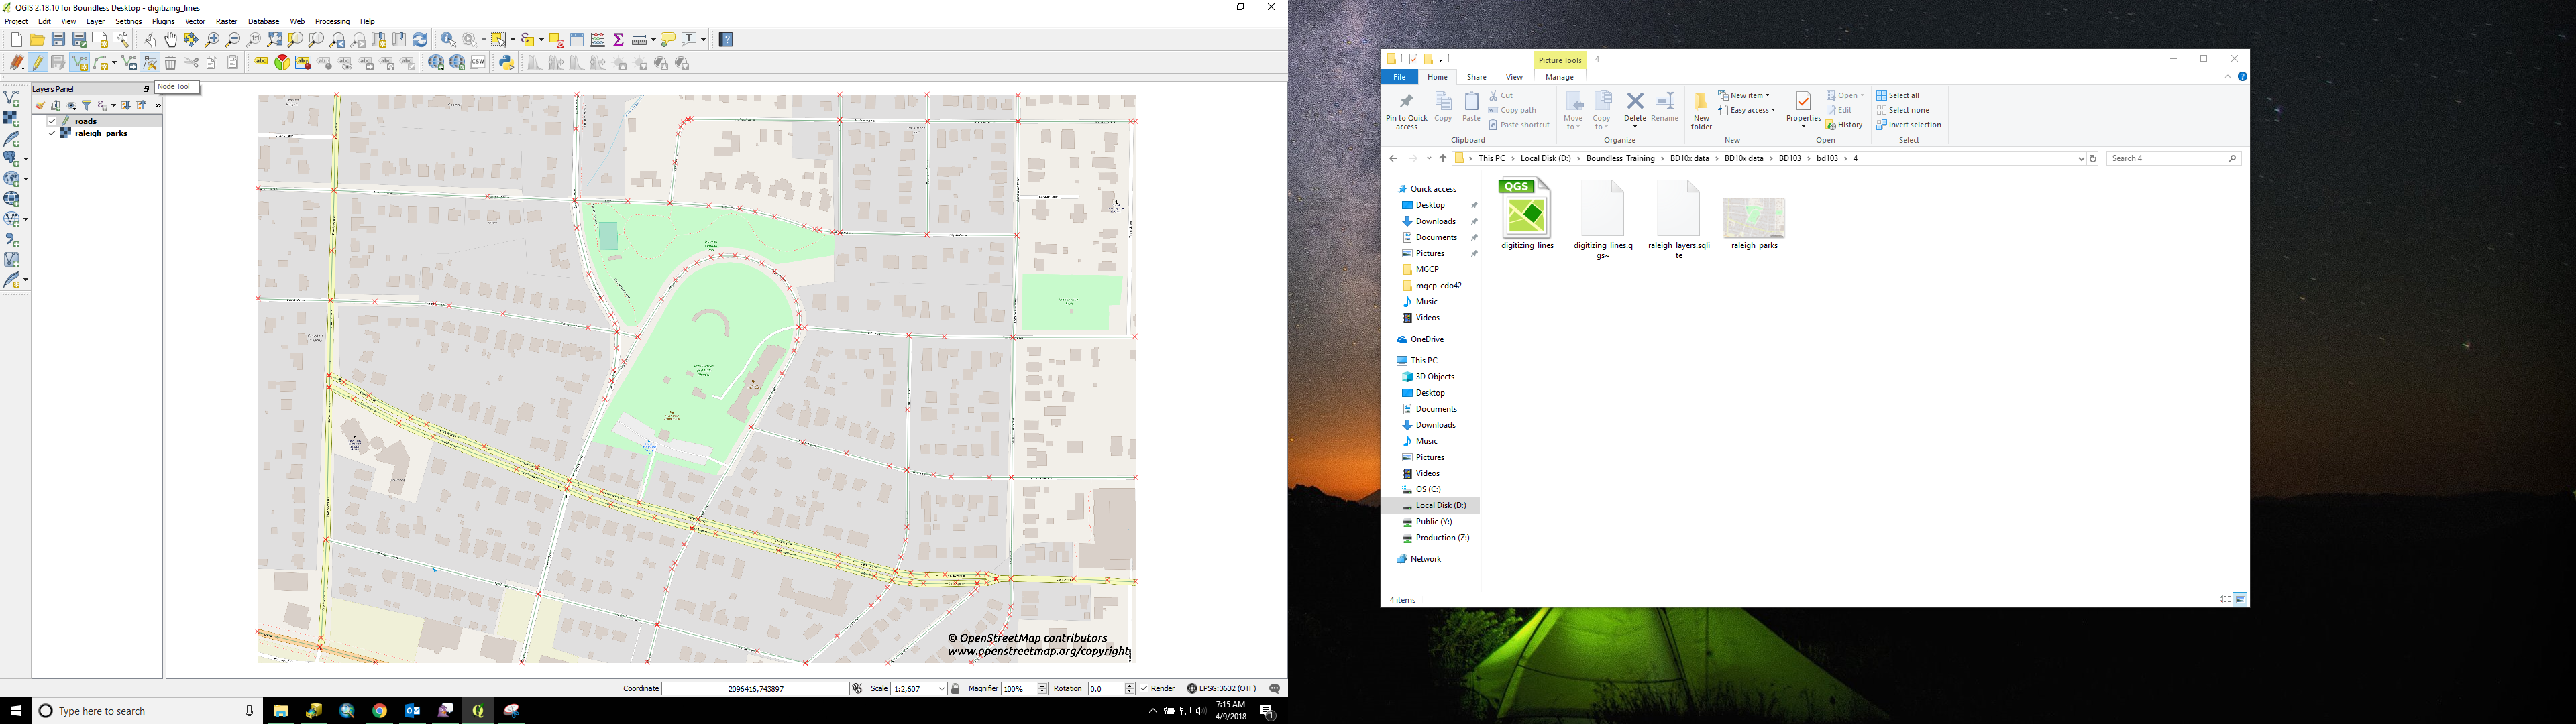 QGIS 2.18.10 for Boundless Desktop - digitizing_lines
Project Edit View Layer Settings Plugins Vector Raster Database Web Processing Help
CSW
Node Tool
Layers Panel
roads
raleigh_parks
© OpenStreetMap contributors
www.openstreetmap.org/copyright
Coordinate 2096416,743897 Scale 1:2,607 Magnifier 100% Rotation 0.0 Render EPSG:3632 (OTF)
Type here to search
7:15 AM
4/9/2018
Picture Tools 4
File Home Share View Manage
Pin to Quick access
Copy
Paste
Cut
Copy path
Paste shortcut
Clipboard
Move to
Copy to
Delete
Rename
Organize
New folder
New item
Easy access
New
Properties
Open
Edit
History
Open
Select all
Select none
Invert selection
Select
This PC > Local Disk (D:) > Boundless_Training > BD10x data > BD10x data > BD103 > bd103 > 4
Search 4
Quick access
Desktop
Downloads
Documents
Pictures
MGCP
mgcp-cdo42
Music
Videos
OneDrive
This PC
3D Objects
Desktop
Documents
Downloads
Music
Pictures
Videos
OS (C:)
Local Disk (D:)
Public (Y:)
Production (Z:)
Network
QGS
digitizing_lines
digitizing_lines.q
gs~
raleigh_layers.sqli
te
raleigh_parks
4 items